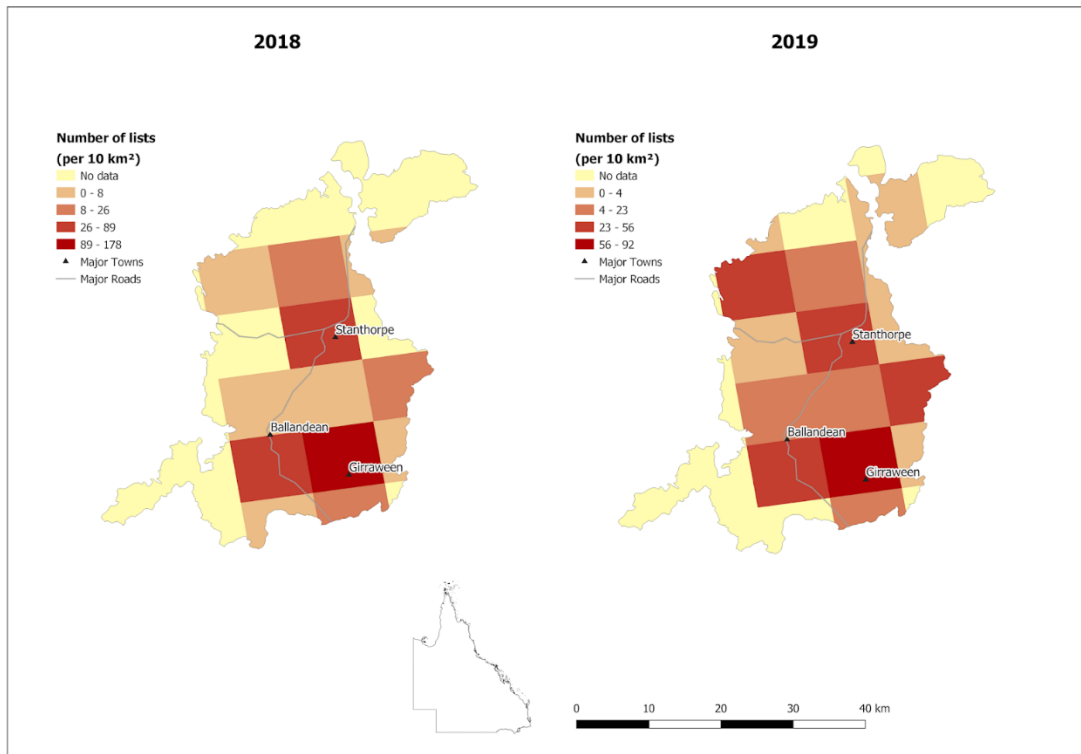 2018
2019
Number of lists
(per 10 km²)
No data
0 - 8
8 - 26
26 - 89
89 - 178
Major Towns
Major Roads
Stanthorpe
Ballandean
Girraween
Number of lists
(per 10 km²)
No data
0 - 4
4 - 23
23 - 56
56 - 92
Major Towns
Major Roads
Stanthorpe
Ballandean
Girraween
0 10 20 30 40 km